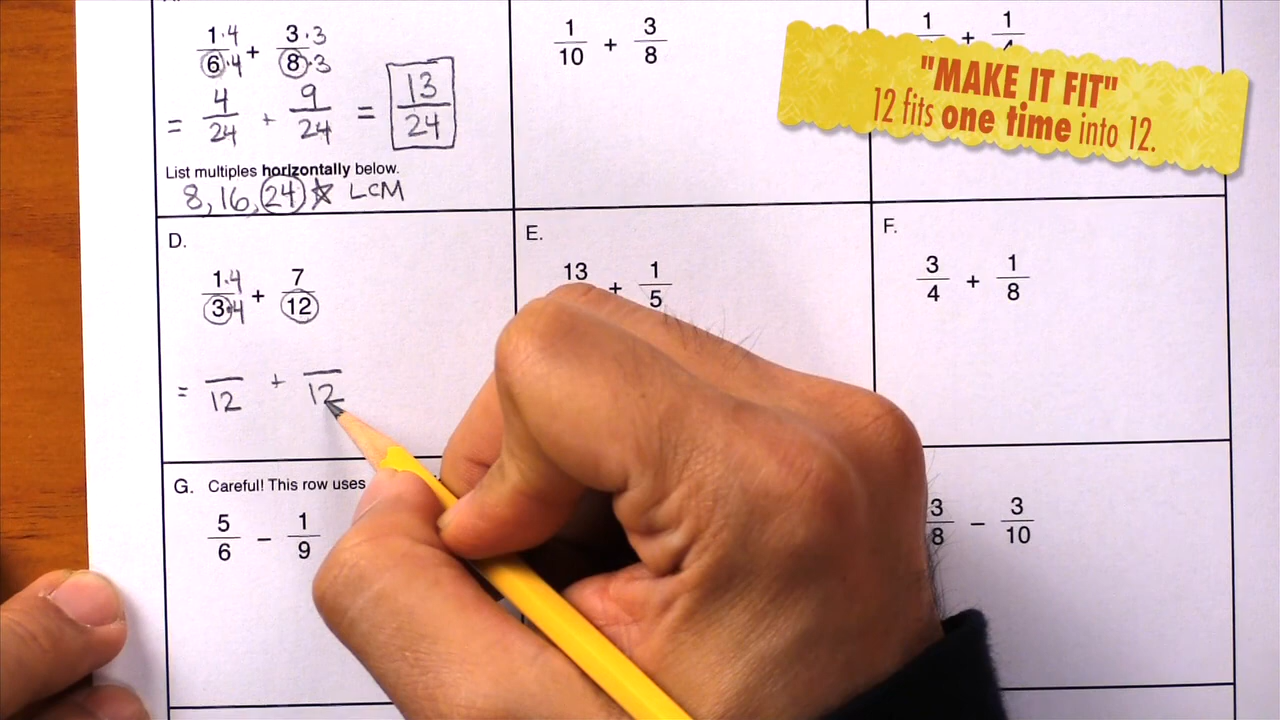 1·4 / 6·4 + 3·3 / 8·3
= 4/24 + 9/24 = 13/24
List multiples horizontally below.
8, 16, 24 ☆ LCM
1/10 + 3/8
1 + 1
"MAKE IT FIT"
12 fits one time into 12.
D.
1·4 / 3·4 + 7/12
= /12 + /12
E.
13 + 1/5
F.
3/4 + 1/8
G. Careful! This row uses
5/6 − 1/9
3/8 − 3/10